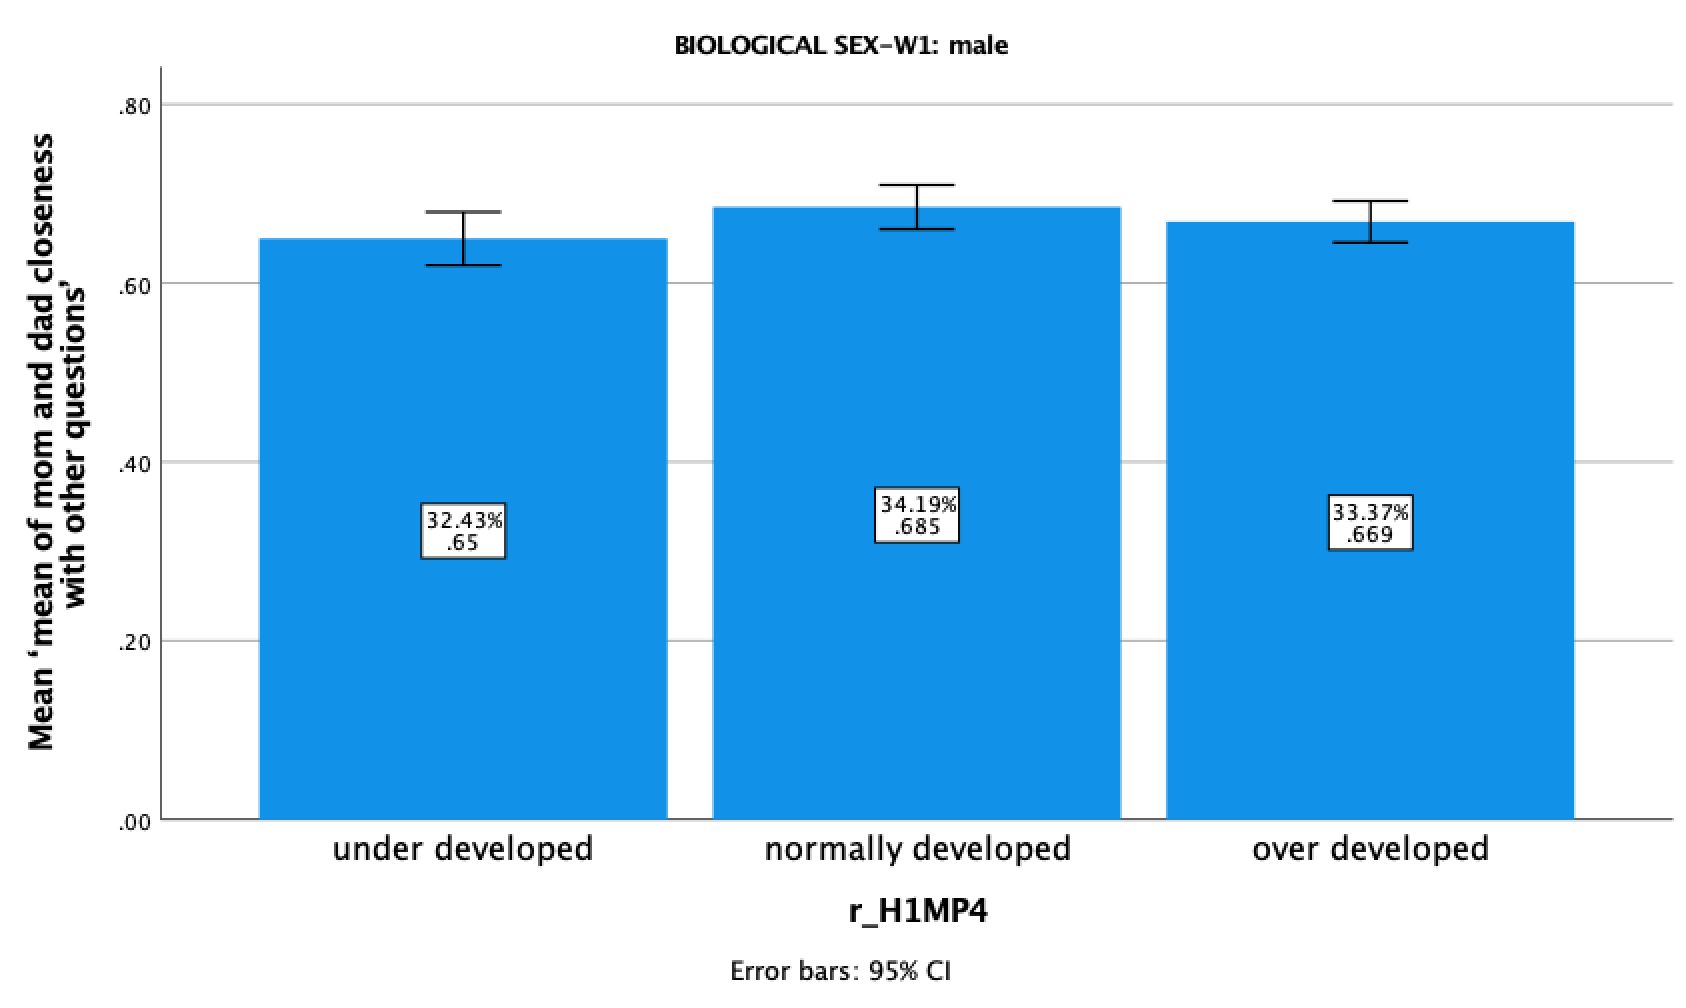 BIOLOGICAL SEX-W1: male
Mean ‘mean of mom and dad closeness
with other questions’
.80
.60
.40
.20
.00
32.43%
.65
34.19%
.685
33.37%
.669
under developed
normally developed
over developed
r_H1MP4
Error bars: 95% CI